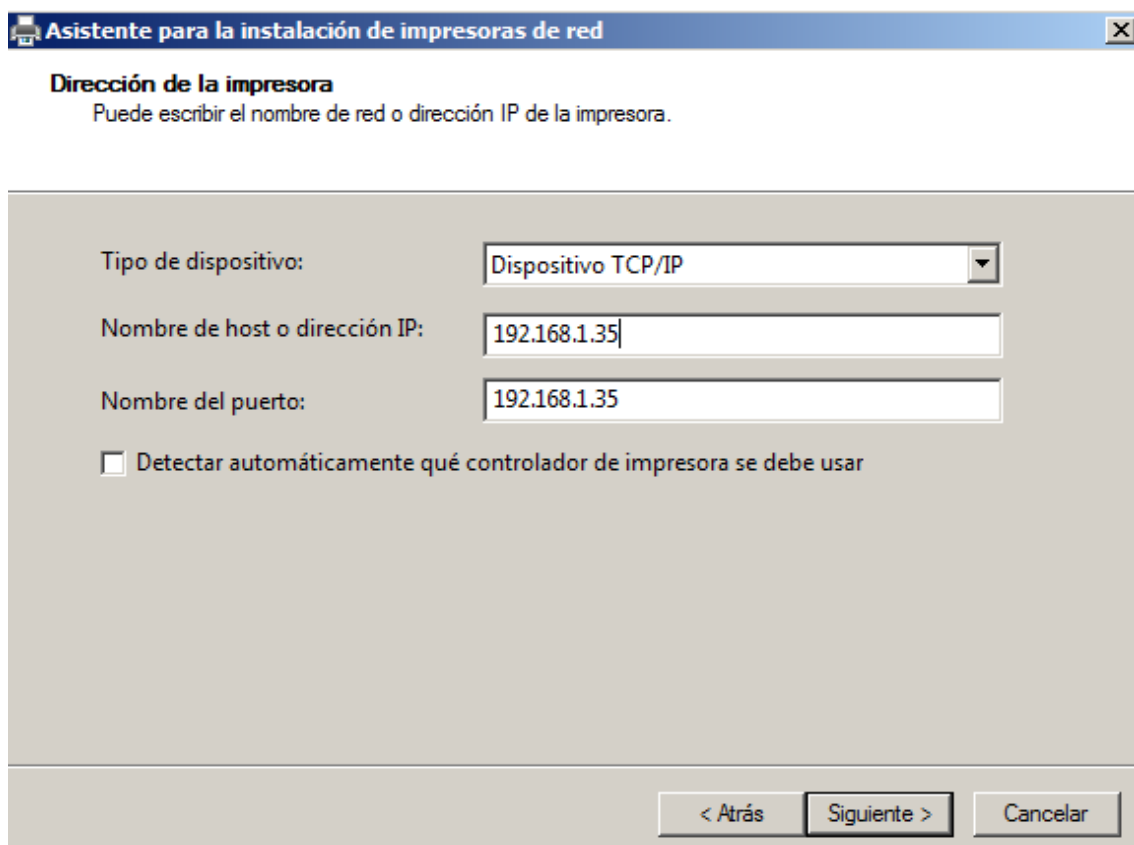 Asistente para la instalación de impresoras de red
Dirección de la impresora
Puede escribir el nombre de red o dirección IP de la impresora.
Tipo de dispositivo: Dispositivo TCP/IP
Nombre de host o dirección IP: 192.168.1.35
Nombre del puerto: 192.168.1.35
Detectar automáticamente qué controlador de impresora se debe usar
< Atrás Siguiente > Cancelar